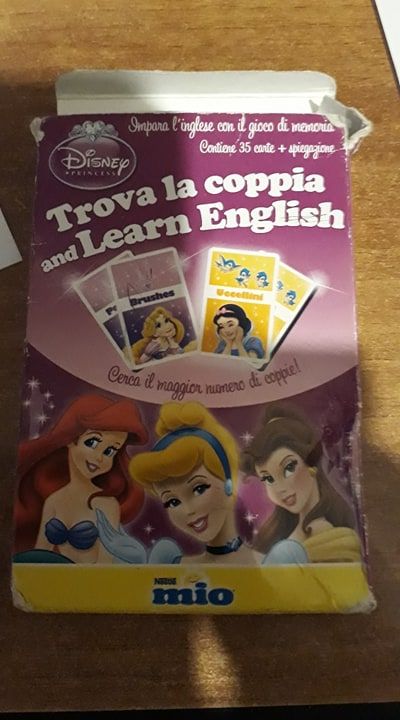 Impara l'inglese con il gioco di memoria
Contiene 35 carte + spiegazione
DISNEY
PRINCESS
Trova la coppia
and Learn English
Brushes
Uccellini
Cerca il maggior numero di coppie!
Nestlé
mio